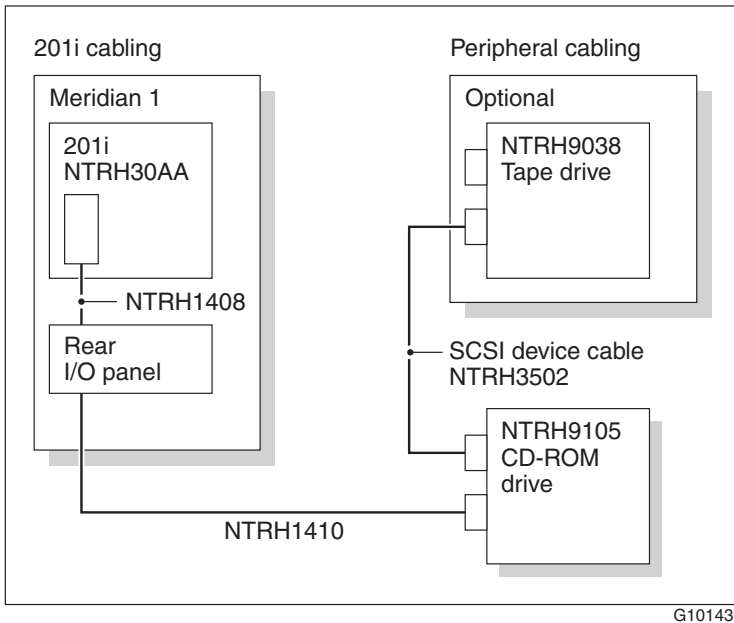 201i cabling
Meridian 1
201i
NTRH30AA
NTRH1408
Rear
I/O panel
NTRH1410
Peripheral cabling
Optional
NTRH9038
Tape drive
SCSI device cable
NTRH3502
NTRH9105
CD-ROM
drive
G101430